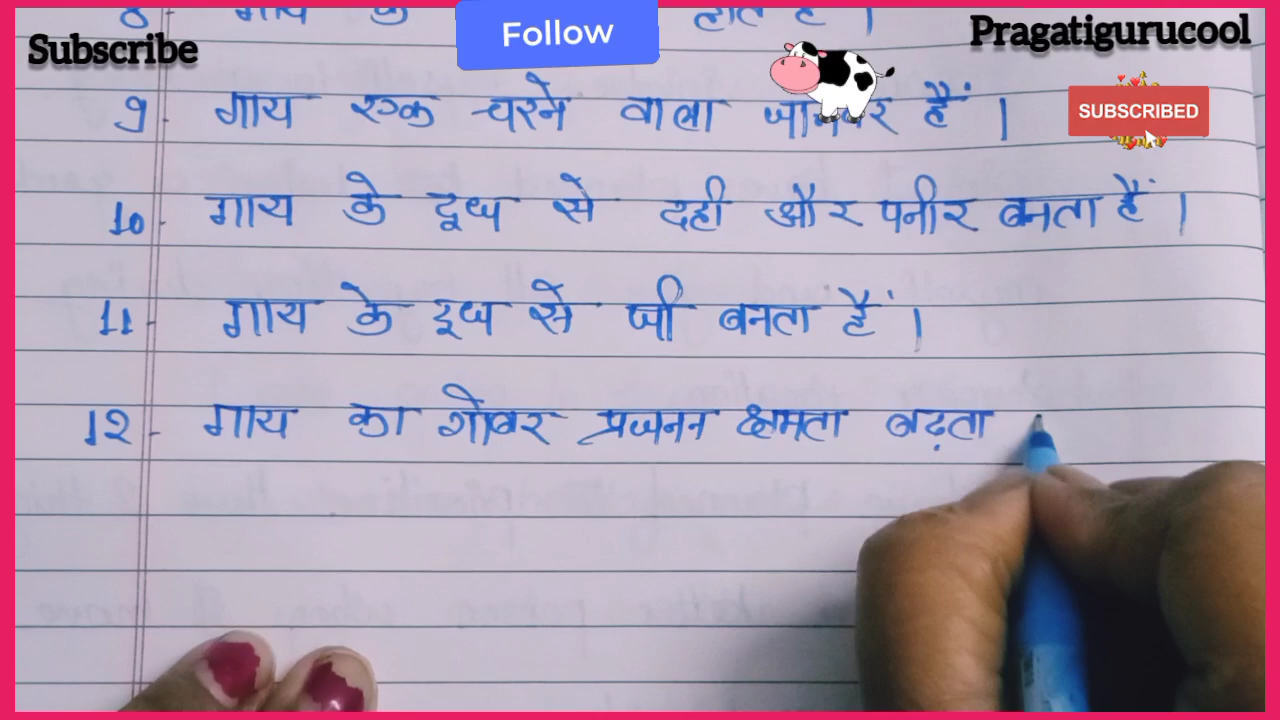 Subscribe
Follow
Pragatigurucool
SUBSCRIBED
8. गाय के होते है ।
9. गाय एक चरने वाला जानवर हैं ।
10. गाय के दूध से दही और पनीर बनता हैं ।
11. गाय के दूध से घी बनता हैं ।
12. गाय का गोबर प्रजनन क्षमता बढ़ता